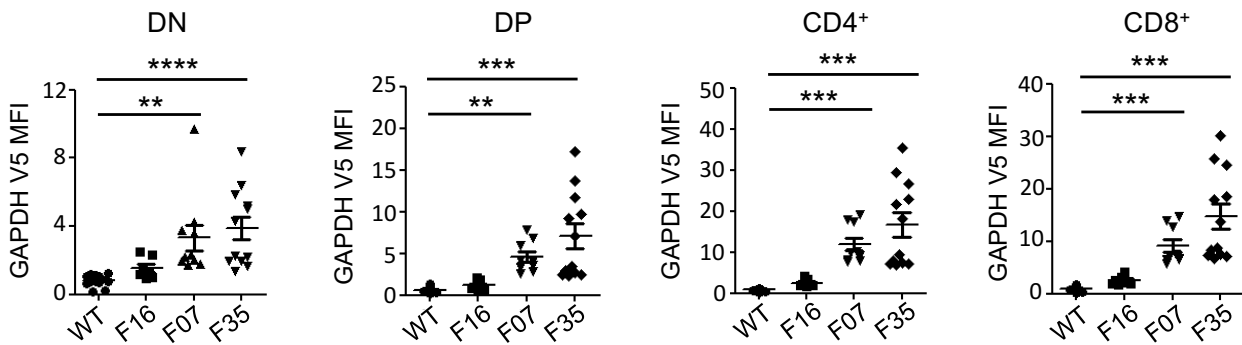 DN
****
**
GAPDH V5 MFI
12
8
4
0
WT
F16
F07
F35
DP
***
**
GAPDH V5 MFI
25
20
15
10
5
0
WT
F16
F07
F35
CD4⁺
***
***
GAPDH V5 MFI
50
40
30
20
10
0
WT
F16
F07
F35
CD8⁺
***
***
GAPDH V5 MFI
40
30
20
10
0
WT
F16
F07
F35